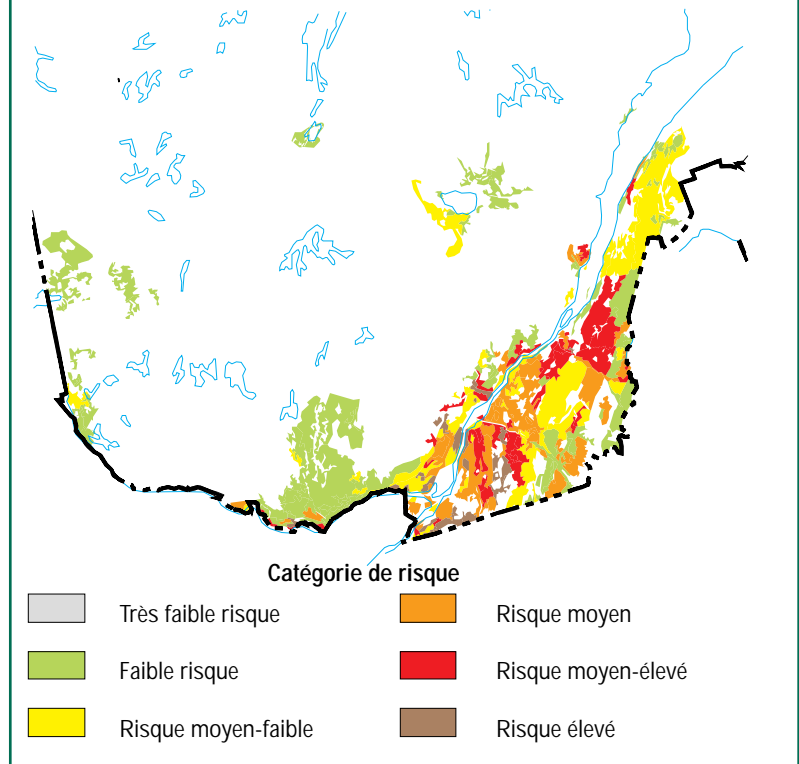 Catégorie de risque
Très faible risque
Faible risque
Risque moyen-faible
Risque moyen
Risque moyen-élevé
Risque élevé